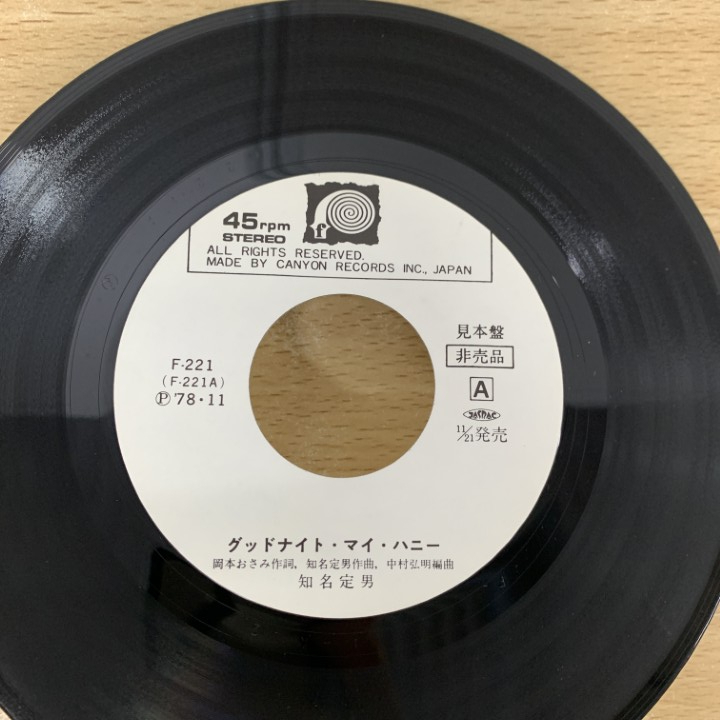 45rpm
STEREO
f
ALL RIGHTS RESERVED.
MADE BY CANYON RECORDS INC., JAPAN
F-221
(F-221A)
Ⓟ'78・11
見本盤
非売品
A
11/21発売
グッドナイト・マイ・ハニー
岡本おさみ作詞, 知名定男作曲, 中村弘明編曲
知名定男